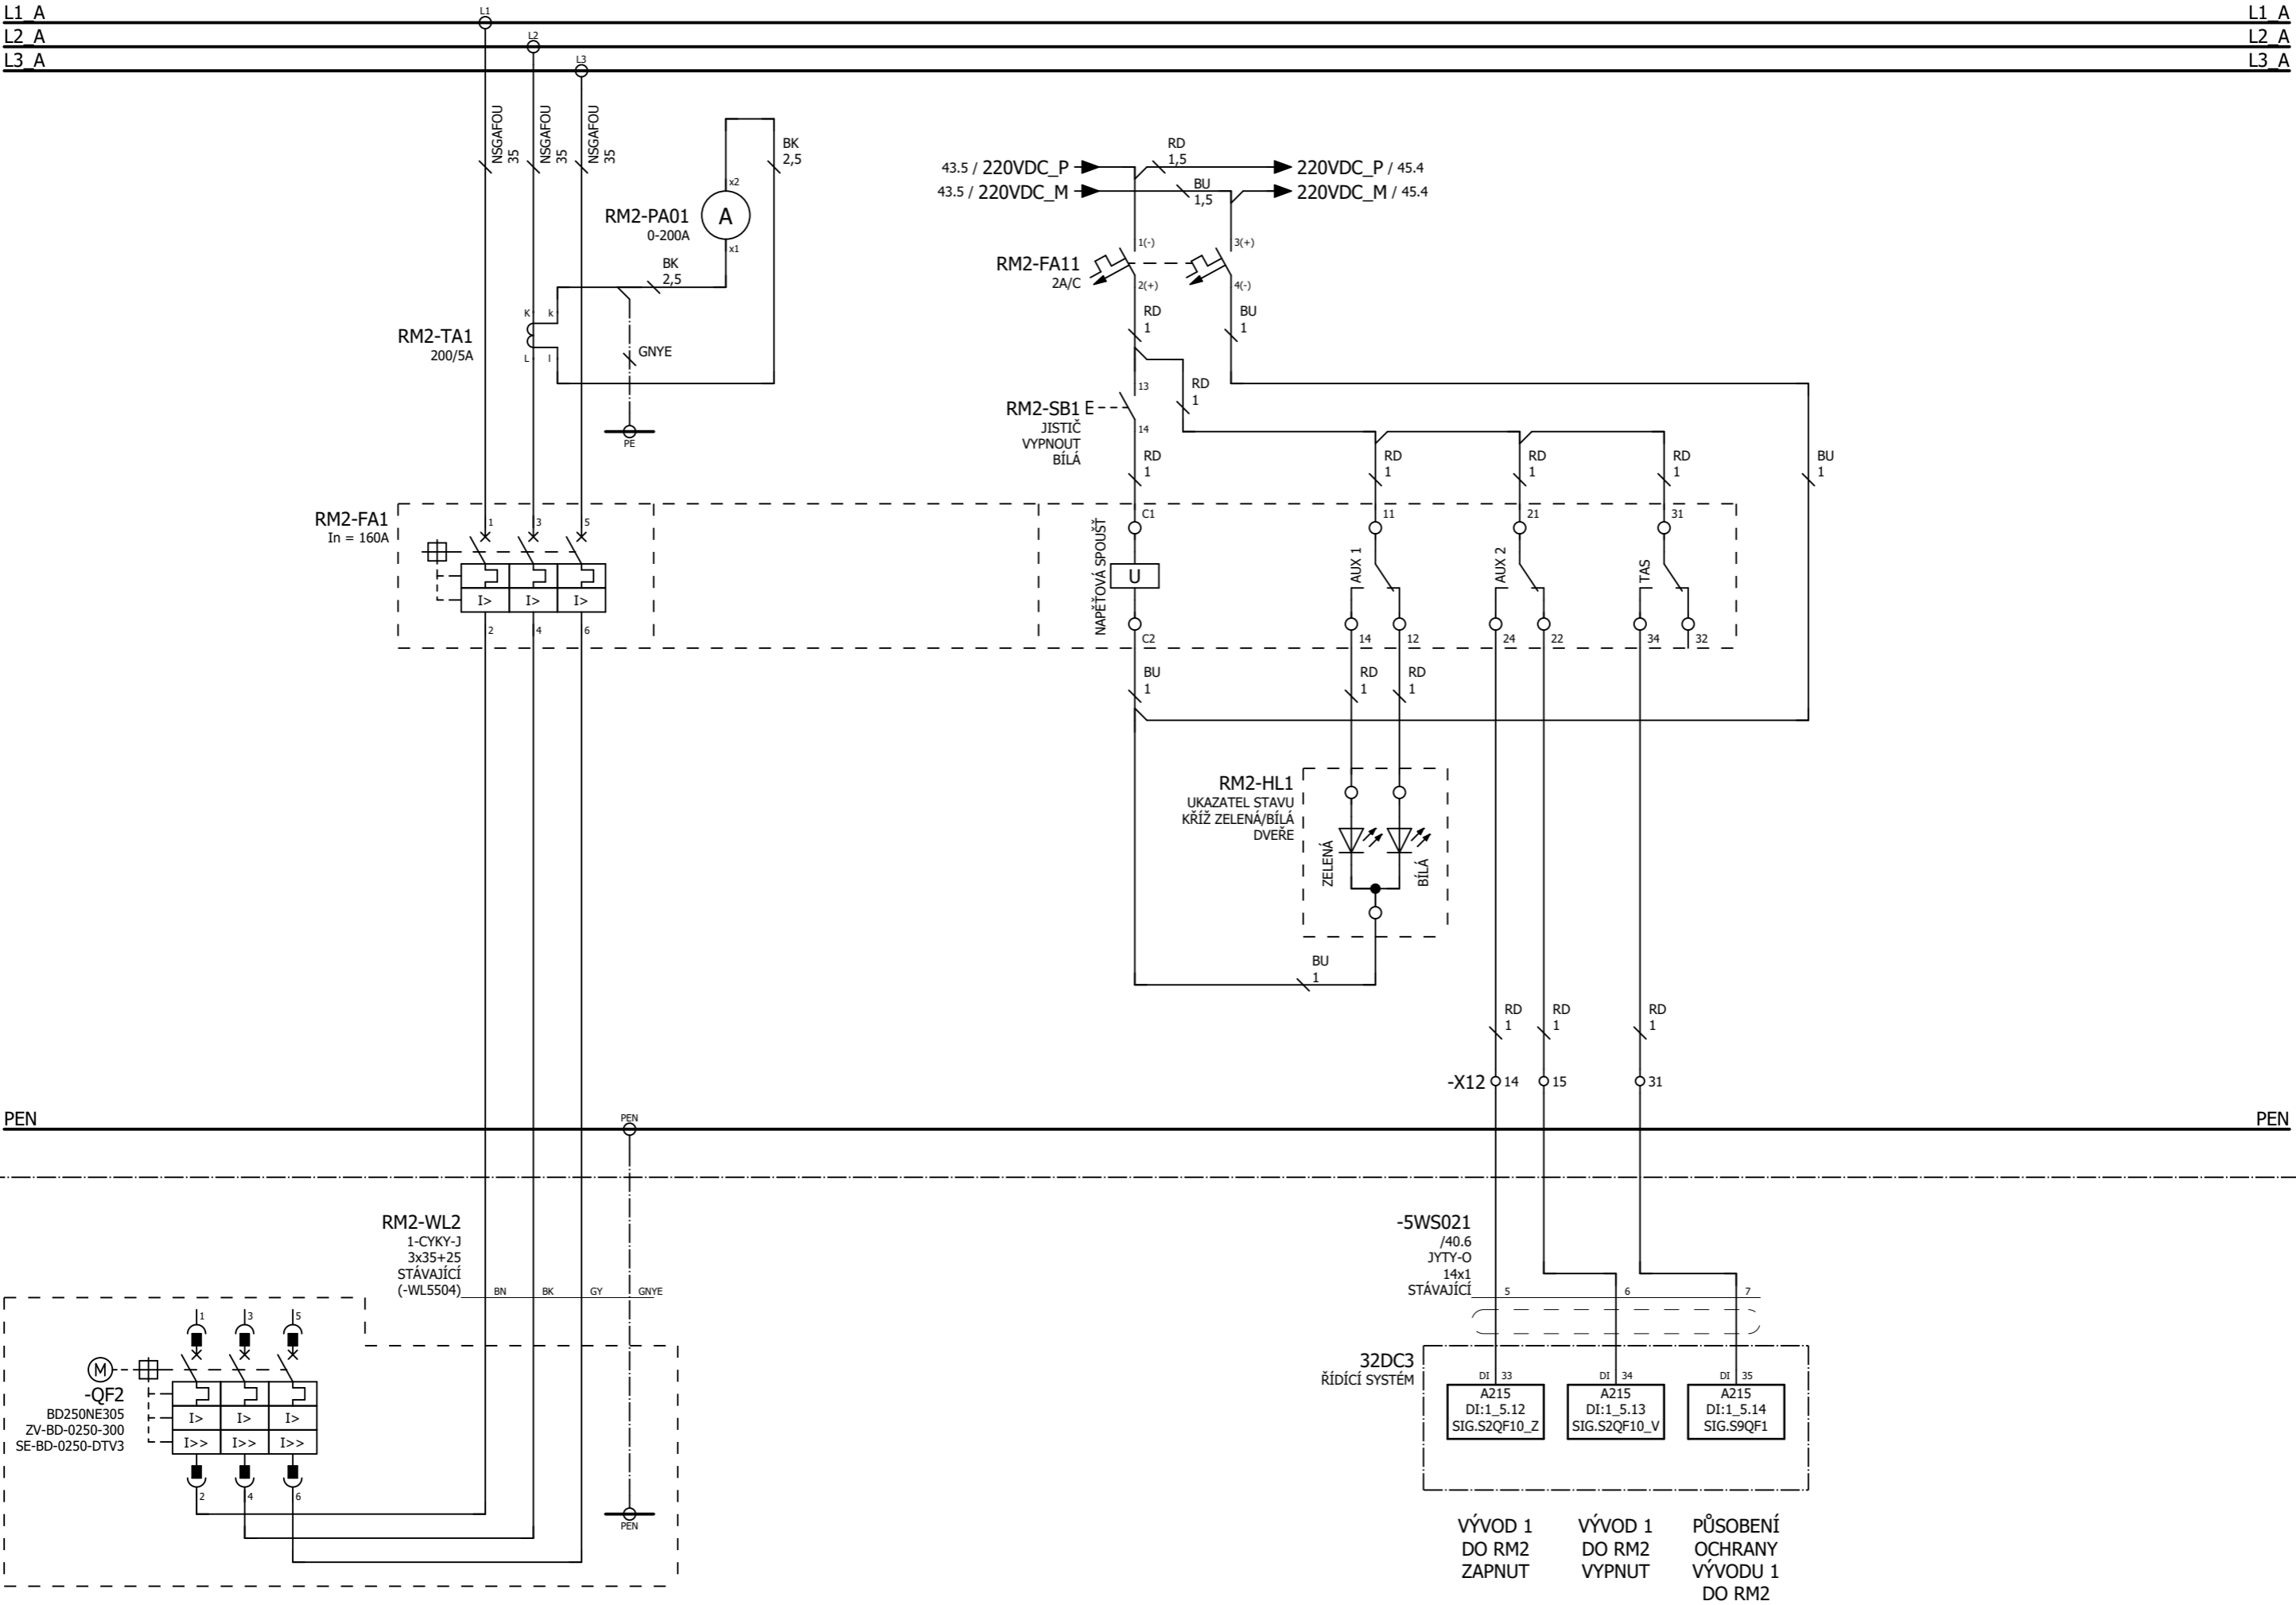 L1_A
L2_A
L3_A
L1
L2
L3
L1_A
L2_A
L3_A
NSGAFOU
35
NSGAFOU
35
NSGAFOU
35
BK
2,5
x2
RM2-PA01
0-200A
A
x1
BK
2,5
RM2-TA1
200/5A
K
k
L
l
GNYE
PE
43.5 / 220VDC_P
RD
1,5
220VDC_P / 45.4
43.5 / 220VDC_M
BU
1,5
220VDC_M / 45.4
RM2-FA11
2A/C
1(-)
3(+)
2(+)
4(-)
RD
1
BU
1
RM2-SB1
JISTIČ
VYPNOUT
BÍLÁ
13
14
RD
1
RD
1
RD
1
RD
1
RD
1
BU
1
RM2-FA1
In = 160A
1
3
5
I>
I>
I>
2
4
6
NAPĚŤOVÁ SPOUŠŤ
C1
U
C2
AUX 1
11
14
12
AUX 2
21
24
22
TAS
31
34
32
BU
1
RD
1
RD
1
RM2-HL1
UKAZATEL STAVU
KŘÍŽ ZELENÁ/BÍLÁ
DVEŘE
ZELENÁ
BÍLÁ
BU
1
RD
1
RD
1
RD
1
-X12
14
15
31
PEN
PEN
PEN
RM2-WL2
1-CYKY-J
3x35+25
STÁVAJÍCÍ
(-WL5504)
BN
BK
GY
GNYE
-5WS021
/40.6
JYTY-O
14x1
STÁVAJÍCÍ
5
6
7
1
3
5
M
-QF2
BD250NE305
ZV-BD-0250-300
SE-BD-0250-DTV3
I>
I>
I>
I>>
I>>
I>>
2
4
6
PEN
32DC3
ŘÍDÍCÍ SYSTÉM
DI 33
A215
DI:1_5.12
SIG.S2QF10_Z
DI 34
A215
DI:1_5.13
SIG.S2QF10_V
DI 35
A215
DI:1_5.14
SIG.S9QF1
VÝVOD 1
DO RM2
ZAPNUT
VÝVOD 1
DO RM2
VYPNUT
PŮSOBENÍ
OCHRANY
VÝVODU 1
DO RM2